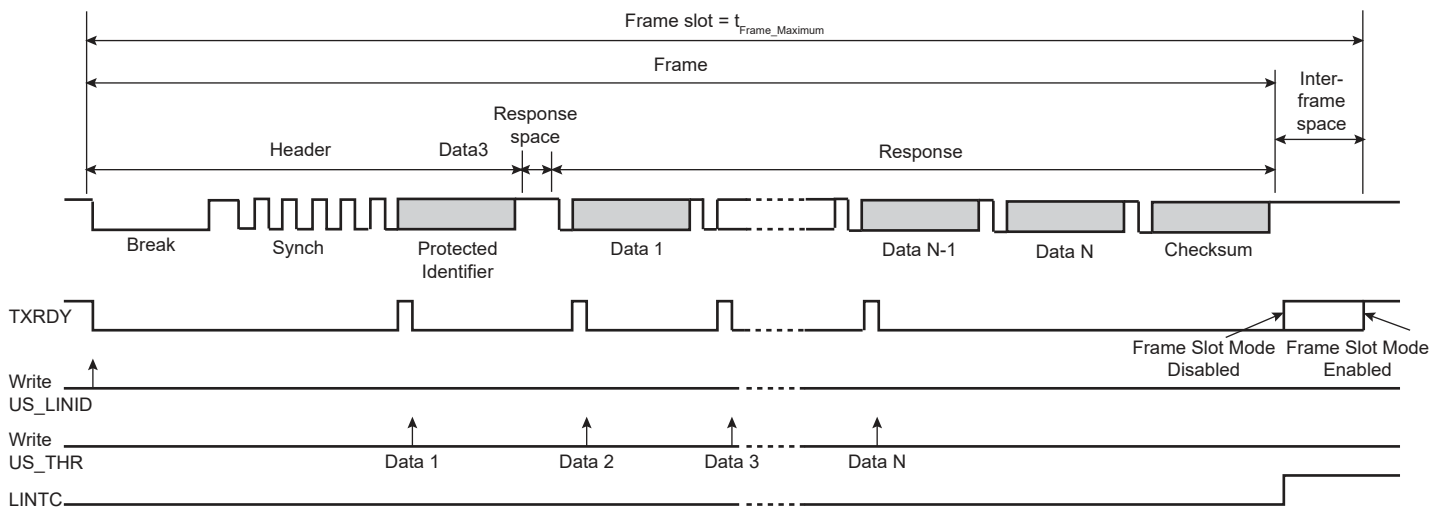 Frame slot = tFrame_Maximum
Frame
Inter-
frame
space
Response
space
Header
Data3
Response
Break
Synch
Protected
Identifier
Data 1
Data N-1
Data N
Checksum
TXRDY
Frame Slot Mode
Disabled
Frame Slot Mode
Enabled
Write
US_LINID
Write
US_THR
Data 1
Data 2
Data 3
Data N
LINTC